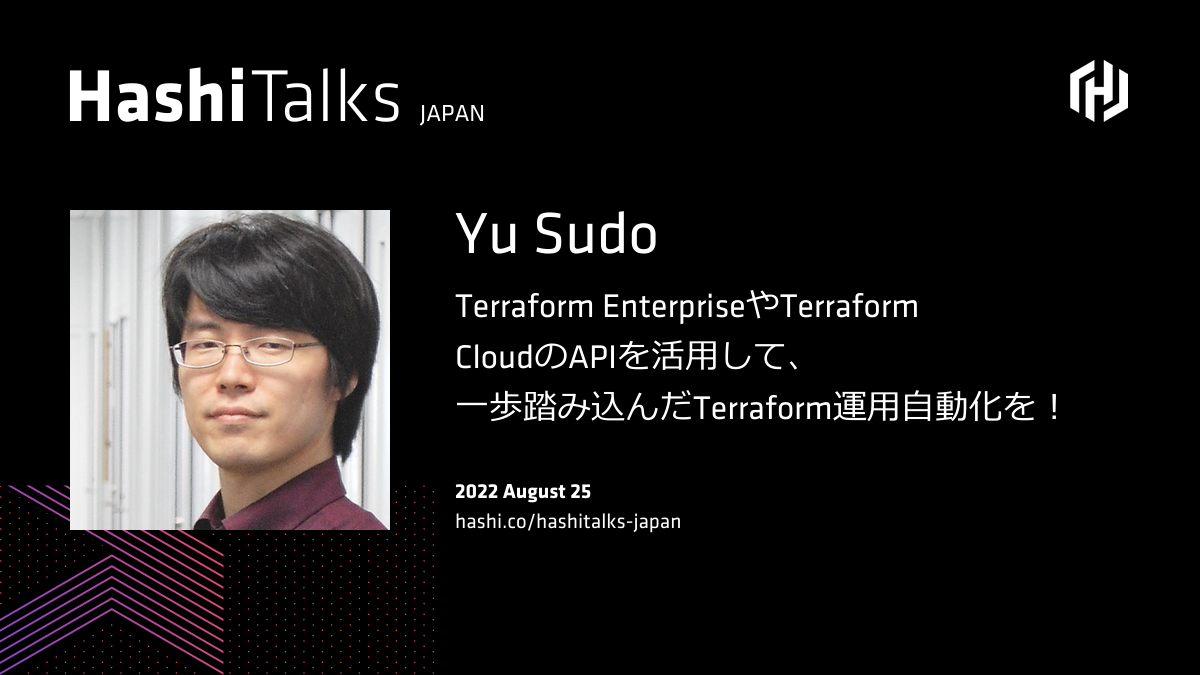 HashiTalks JAPAN
Yu Sudo
Terraform EnterpriseやTerraform
CloudのAPIを活用して、
一歩踏み込んだTerraform運用自動化を！
2022 August 25
hashi.co/hashitalks-japan